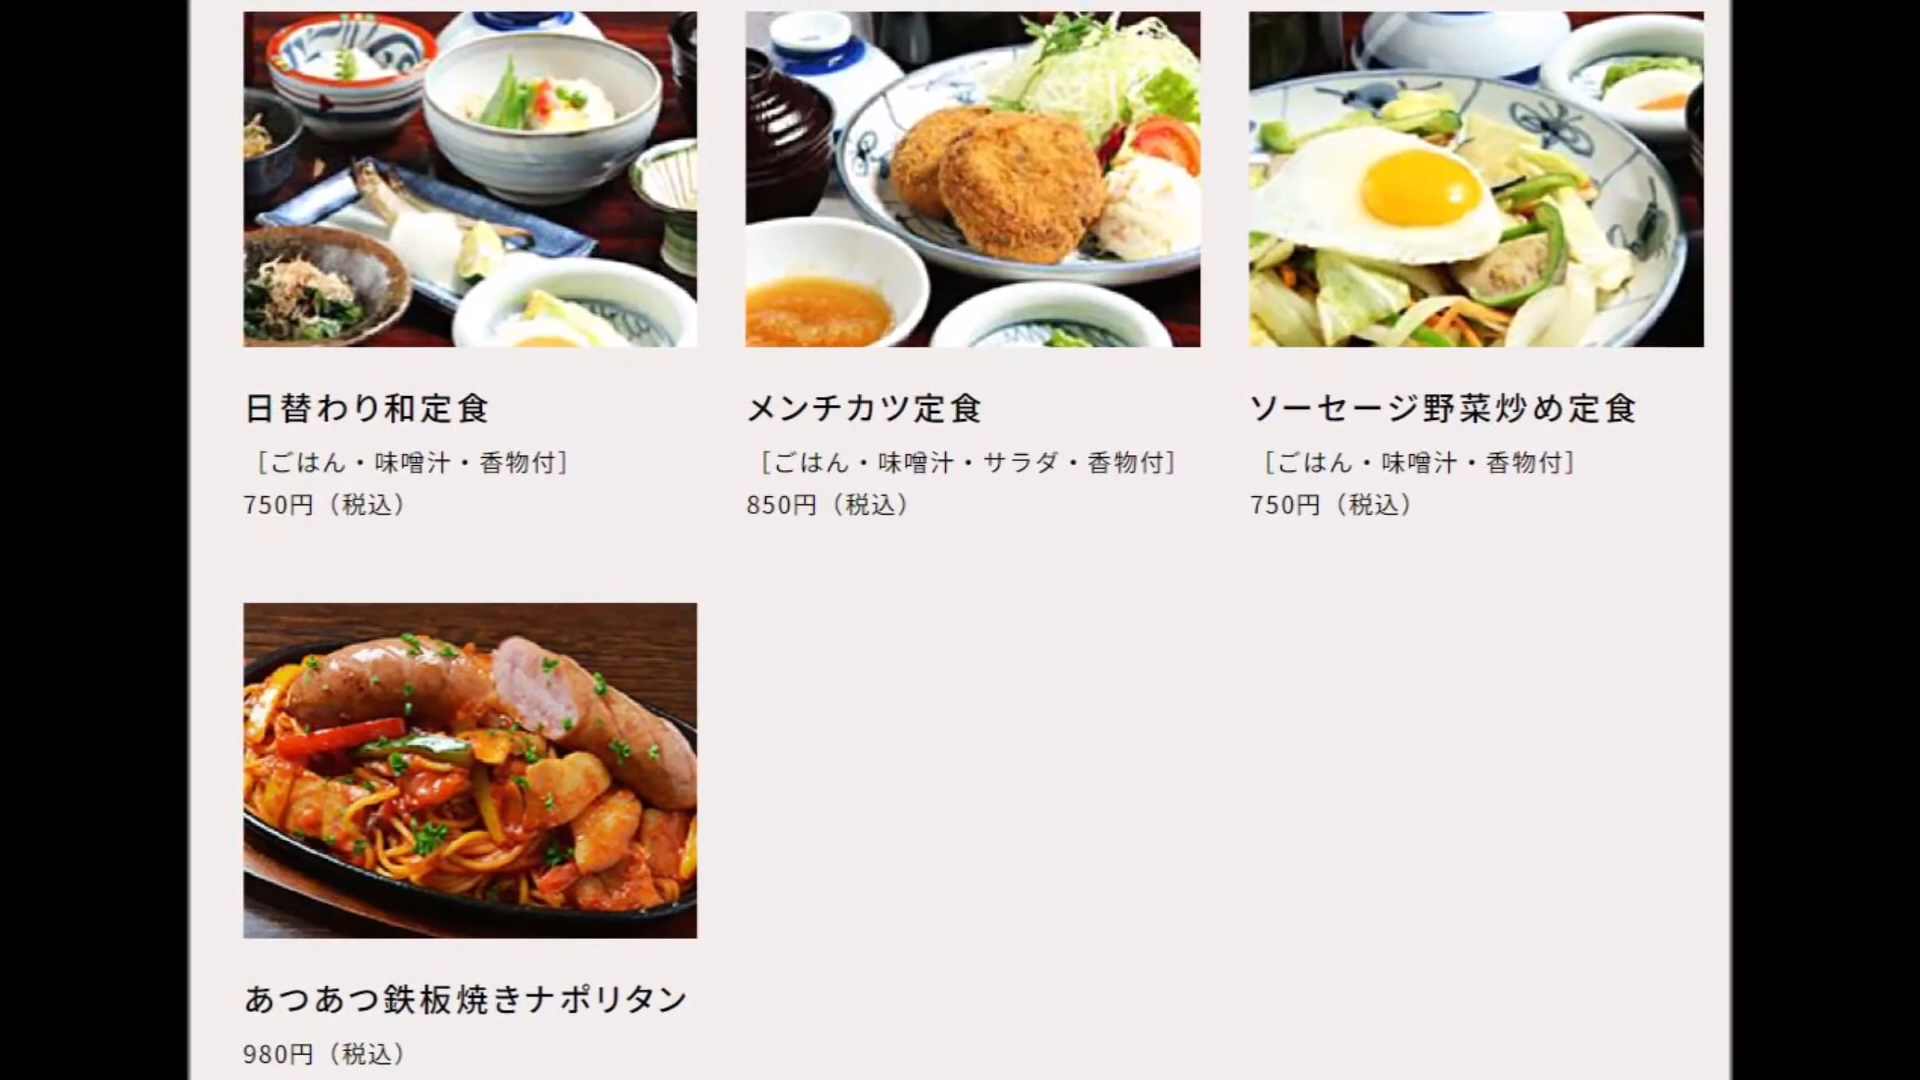 日替わり和定食
［ごはん・味噌汁・香物付］
750円（税込）
メンチカツ定食
［ごはん・味噌汁・サラダ・香物付］
850円（税込）
ソーセージ野菜炒め定食
［ごはん・味噌汁・香物付］
750円（税込）
あつあつ鉄板焼きナポリタン
980円（税込）